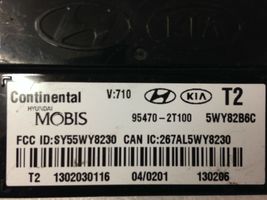 Continental V:710 HYUNDAI KIA T2
HYUNDAI
MOBIS 95470-2T100 5WY82B6C
FCC ID:SY55WY8230 CAN IC:267AL5WY8230
T2 1302030116 04/0201 130206